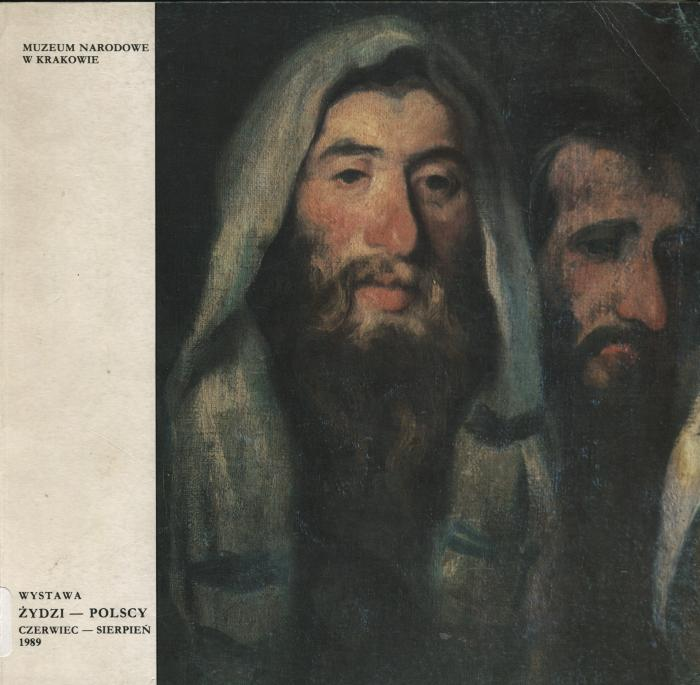 MUZEUM NARODOWE
W KRAKOWIE
WYSTAWA
ŻYDZI — POLSCY
CZERWIEC — SIERPIEŃ
1989